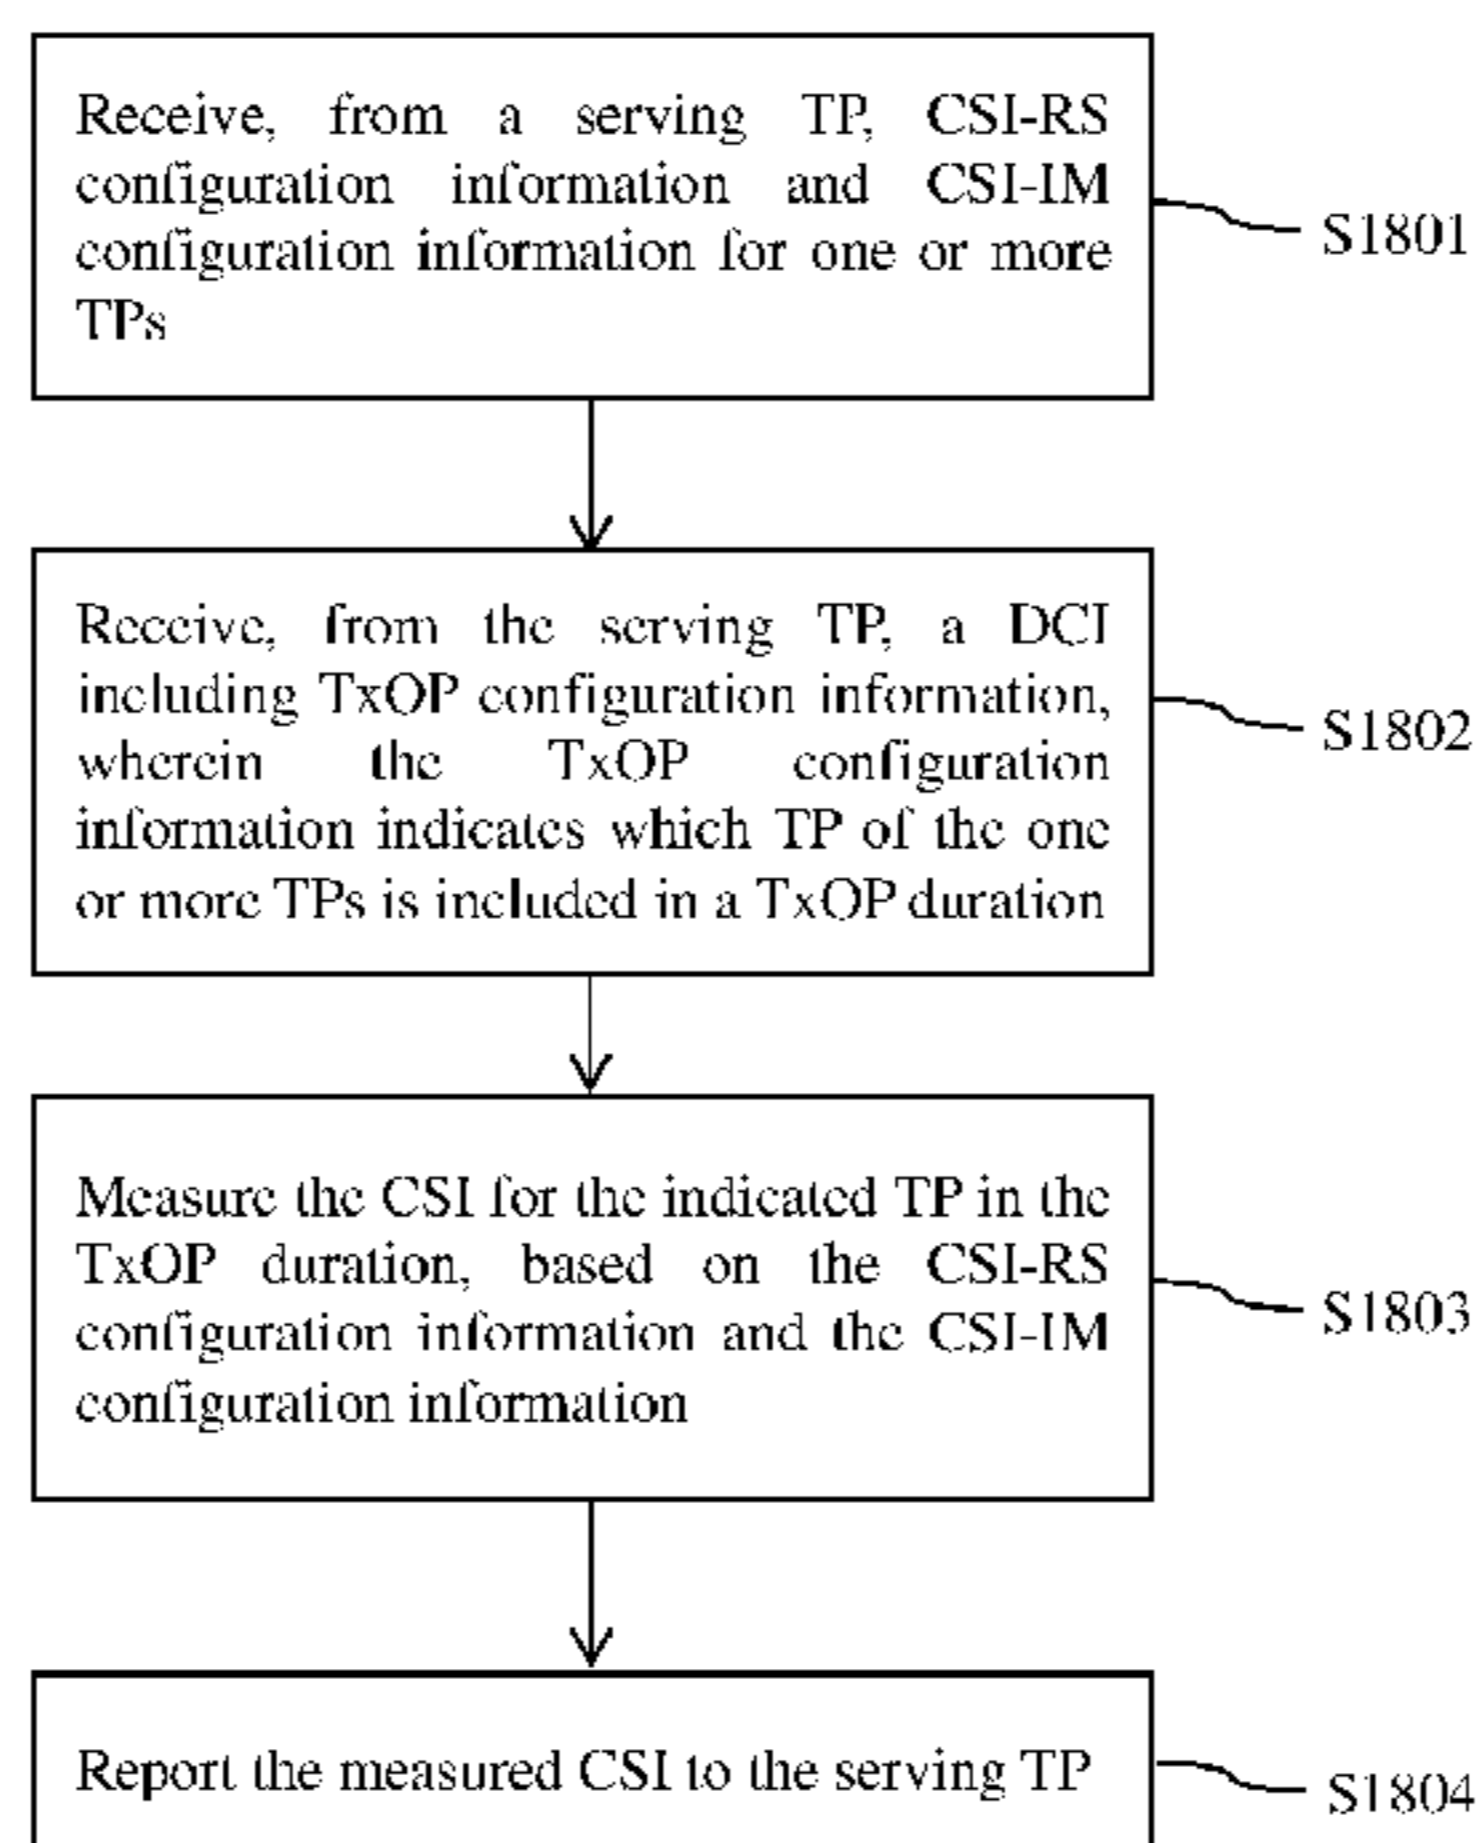 Receive, from a serving TP, CSI-RS
configuration information and CSI-IM
configuration information for one or more
TPs
S1801
Receive, from the serving TP, a DCI
including TxOP configuration information,
wherein the TxOP configuration
information indicates which TP of the one
or more TPs is included in a TxOP duration
S1802
Measure the CSI for the indicated TP in the
TxOP duration, based on the CSI-RS
configuration information and the CSI-IM
configuration information
S1803
Report the measured CSI to the serving TP
S1804